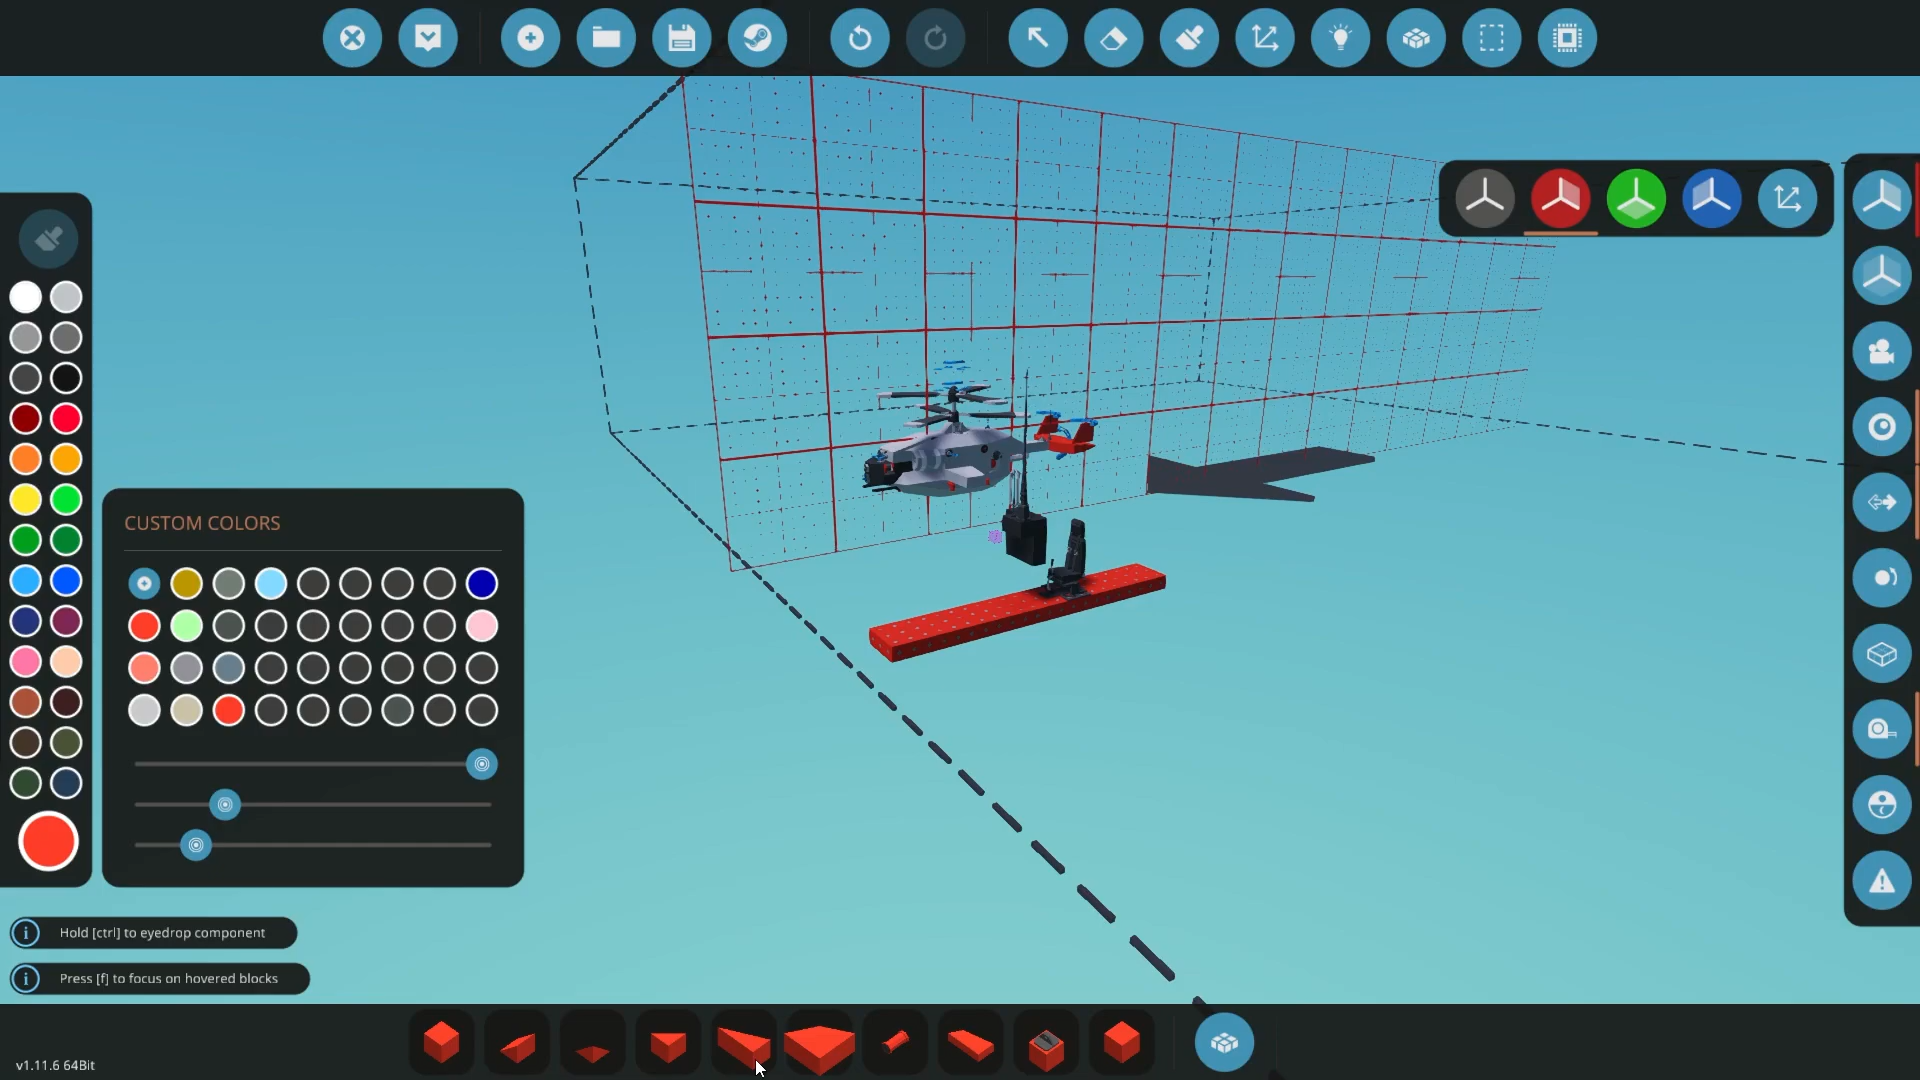 CUSTOM COLORS
Hold [ctrl] to eyedrop component
Press [f] to focus on hovered blocks
v1.11.6 64Bit